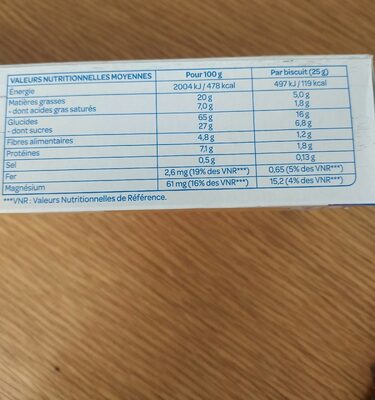 VALEURS NUTRITIONNELLES MOYENNES Pour 100 g Par biscuit (25 g)
Énergie 2004 kJ / 478 kcal 497 kJ / 119 kcal
Matières grasses 20 g 5,0 g
- dont acides gras saturés 7,0 g 1,8 g
Glucides 65 g 16 g
- dont sucres 27 g 6,8 g
Fibres alimentaires 4,8 g 1,2 g
Protéines 7,1 g 1,8 g
Sel 0,5 g 0,13 g
Fer 2,6 mg (19% des VNR***) 0,65 (5% des VNR***)
Magnésium 61 mg (16% des VNR***) 15,2 (4% des VNR***)
***VNR : Valeurs Nutritionnelles de Référence.